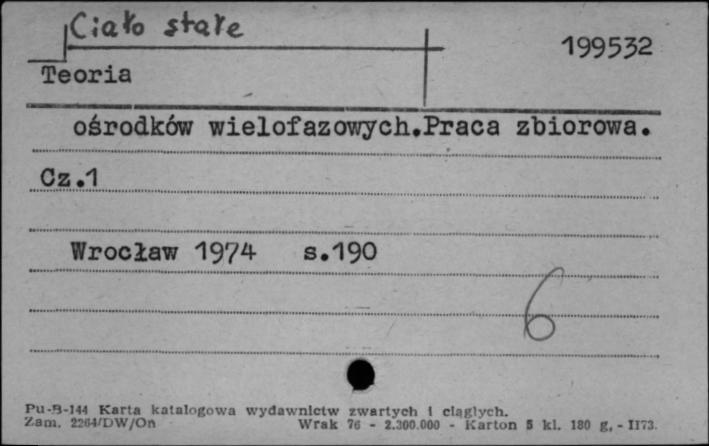 Ciało stałe
199532
Teoria
ośrodków wielofazowych.Praca zbiorowa.
Cz.1
Wrocław 1974 s.190
6
Pu-B-144 Karta katalogowa wydawnictw zwartych i ciągłych.
Zam. 2264/DW/On Wrak 76 - 2.300.000 - Karton 5 kl. 180 g. - II73.